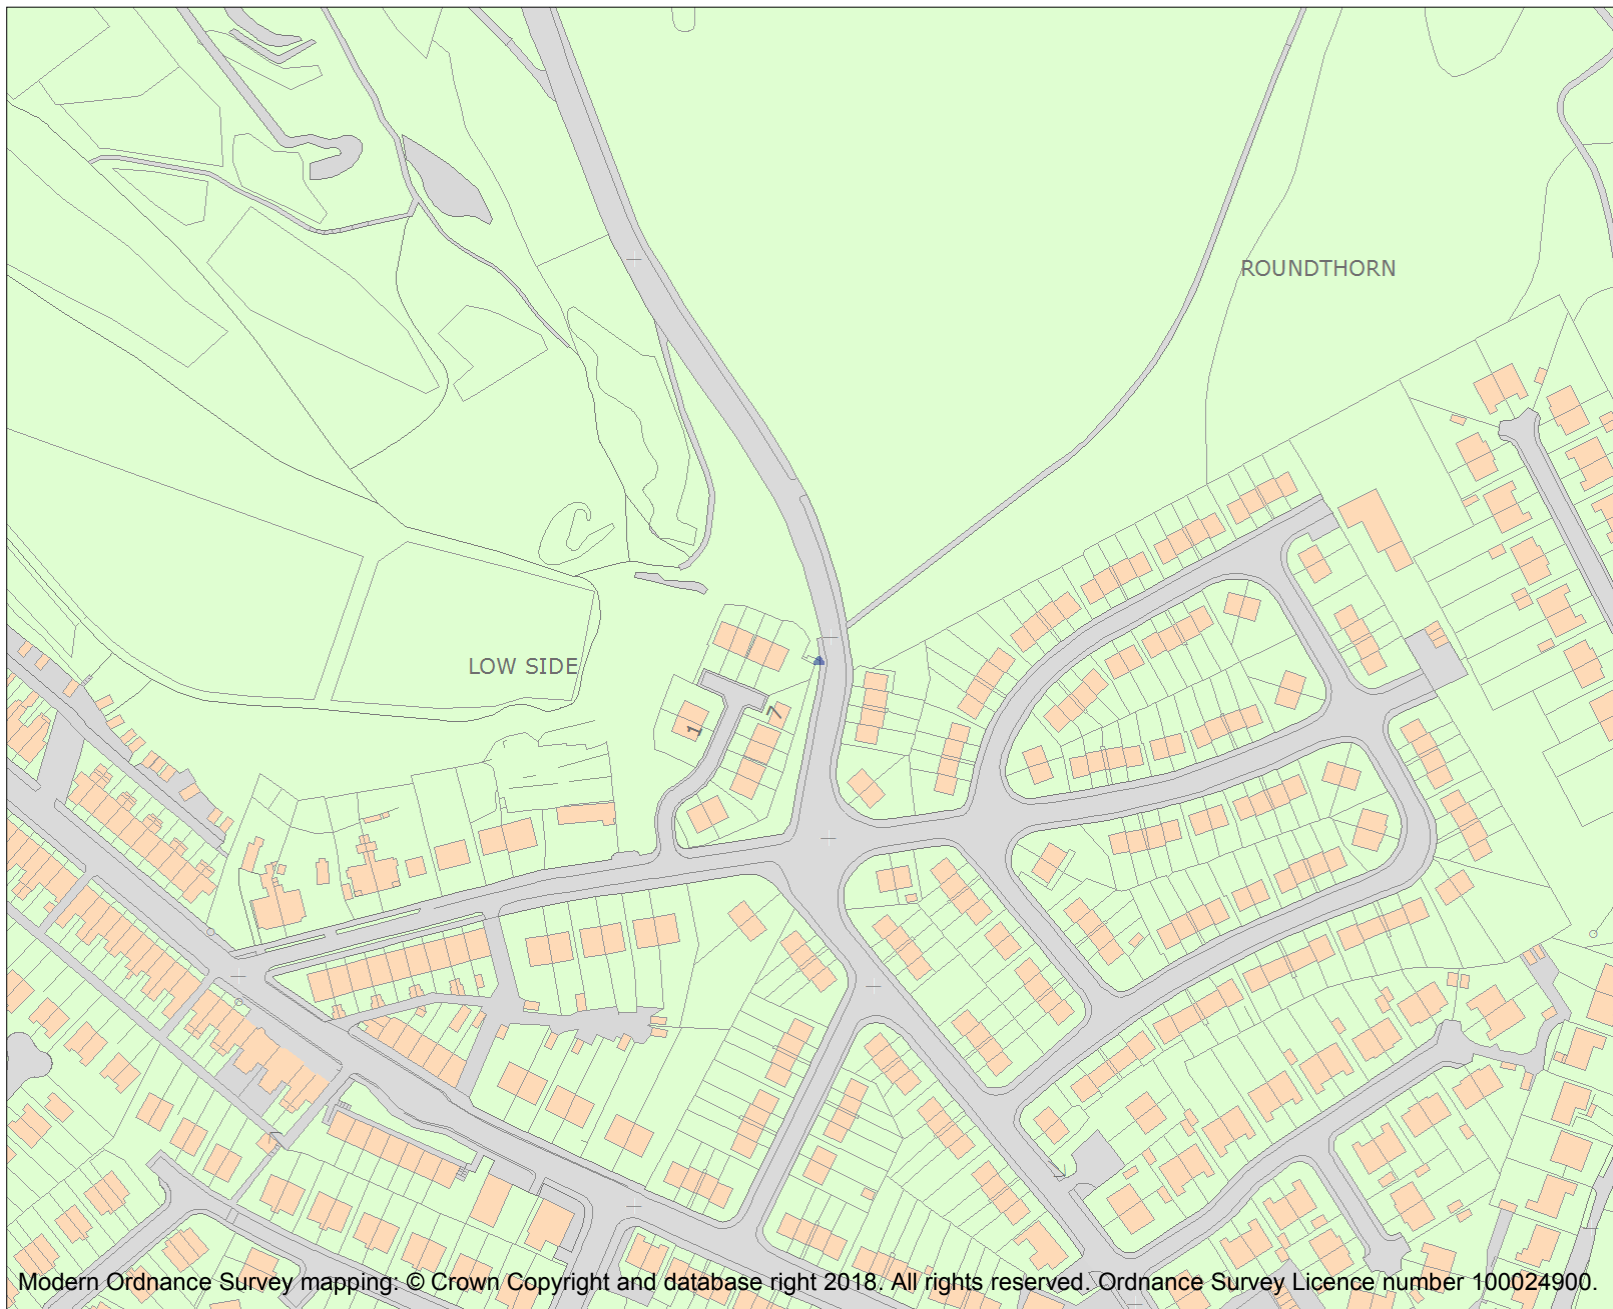 ROUNDTHORN
LOW SIDE
1
7
Modern Ordnance Survey mapping: © Crown Copyright and database right 2018. All rights reserved. Ordnance Survey Licence number 100024900.